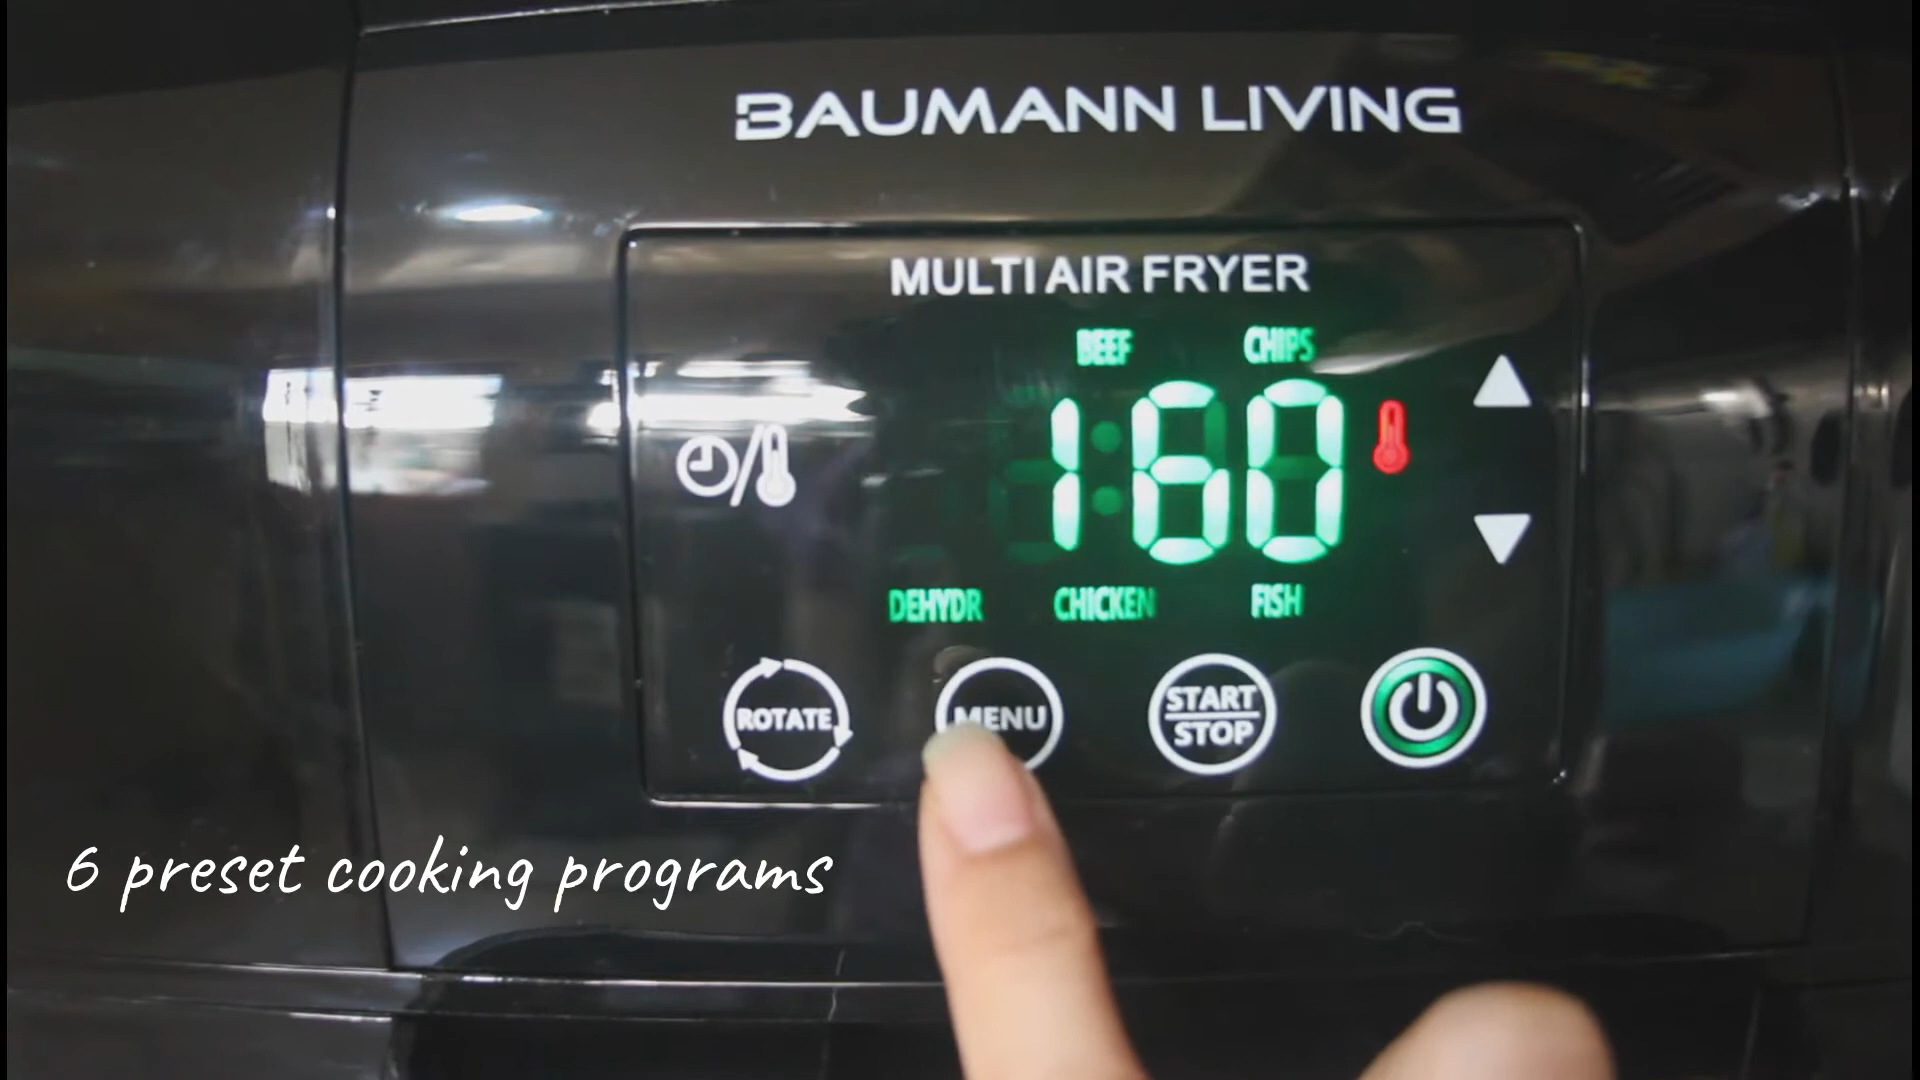 BAUMANN LIVING
MULTI AIR FRYER
BEEF CHIPS
160
DEHYDR CHICKEN FISH
ROTATE MENU START STOP
6 preset cooking programs